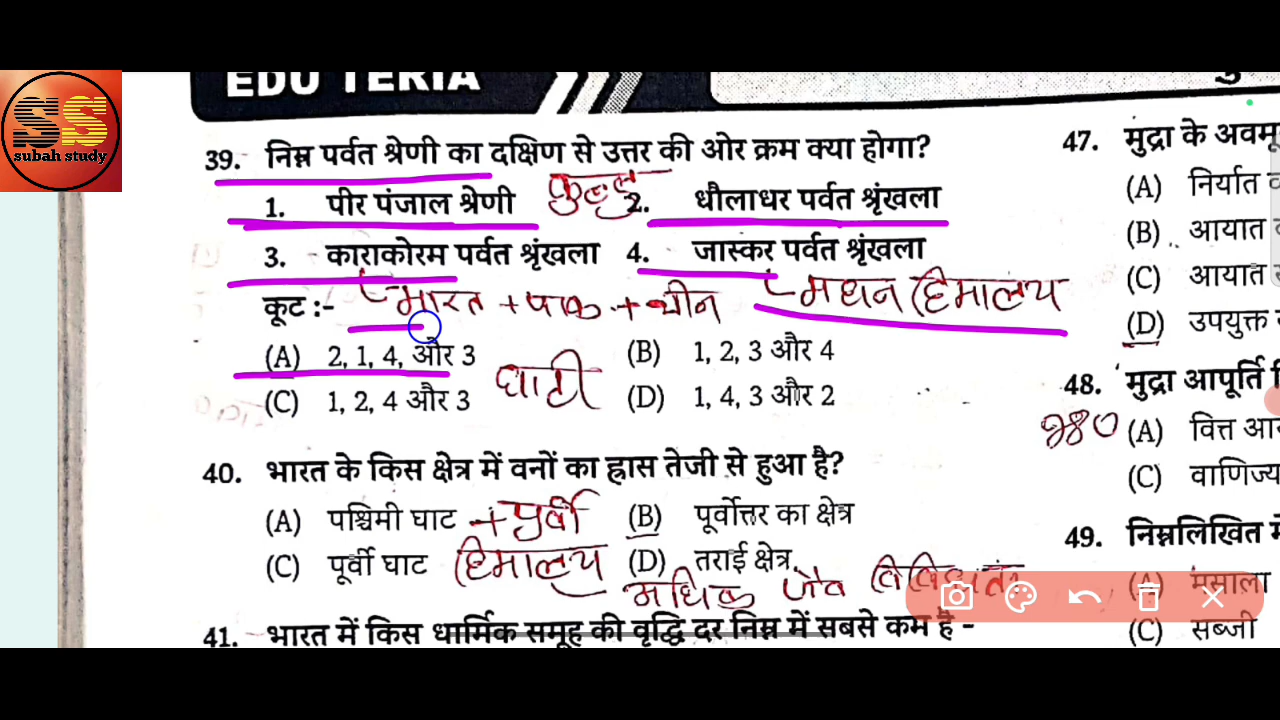 SS
subah study
EDU TERIA
39. निम्न पर्वत श्रेणी का दक्षिण से उत्तर की ओर क्रम क्या होगा?
1. पीर पंजाल श्रेणी 2. धौलाधर पर्वत श्रृंखला
3. काराकोरम पर्वत श्रृंखला 4. जास्कर पर्वत श्रृंखला
भारत + पाक + चीन
हिमालय
कूट :-
(A) 2, 1, 4, और 3 (B) 1, 2, 3 और 4
घाटी
(C) 1, 2, 4 और 3 (D) 1, 4, 3 और 2
40. भारत के किस क्षेत्र में वनों का ह्रास तेजी से हुआ है?
(A) पश्चिमी घाट + पुर्वी (B) पूर्वोत्तर का क्षेत्र
(C) पूर्वी घाट हिमालय (D) तराई क्षेत्र
जैव
41. भारत में किस धार्मिक समूह की वृद्धि दर निम्न में सबसे कम है -
47. मुद्रा के अवमू
(A) निर्यात
(B) आयात
(C) आयात
(D) उपयुक्त
48. मुद्रा आपूर्ति
(A) वित्त
(C) वाणिज्य
49. निम्नलिखित में
(A) मसाला
(C) सब्जी